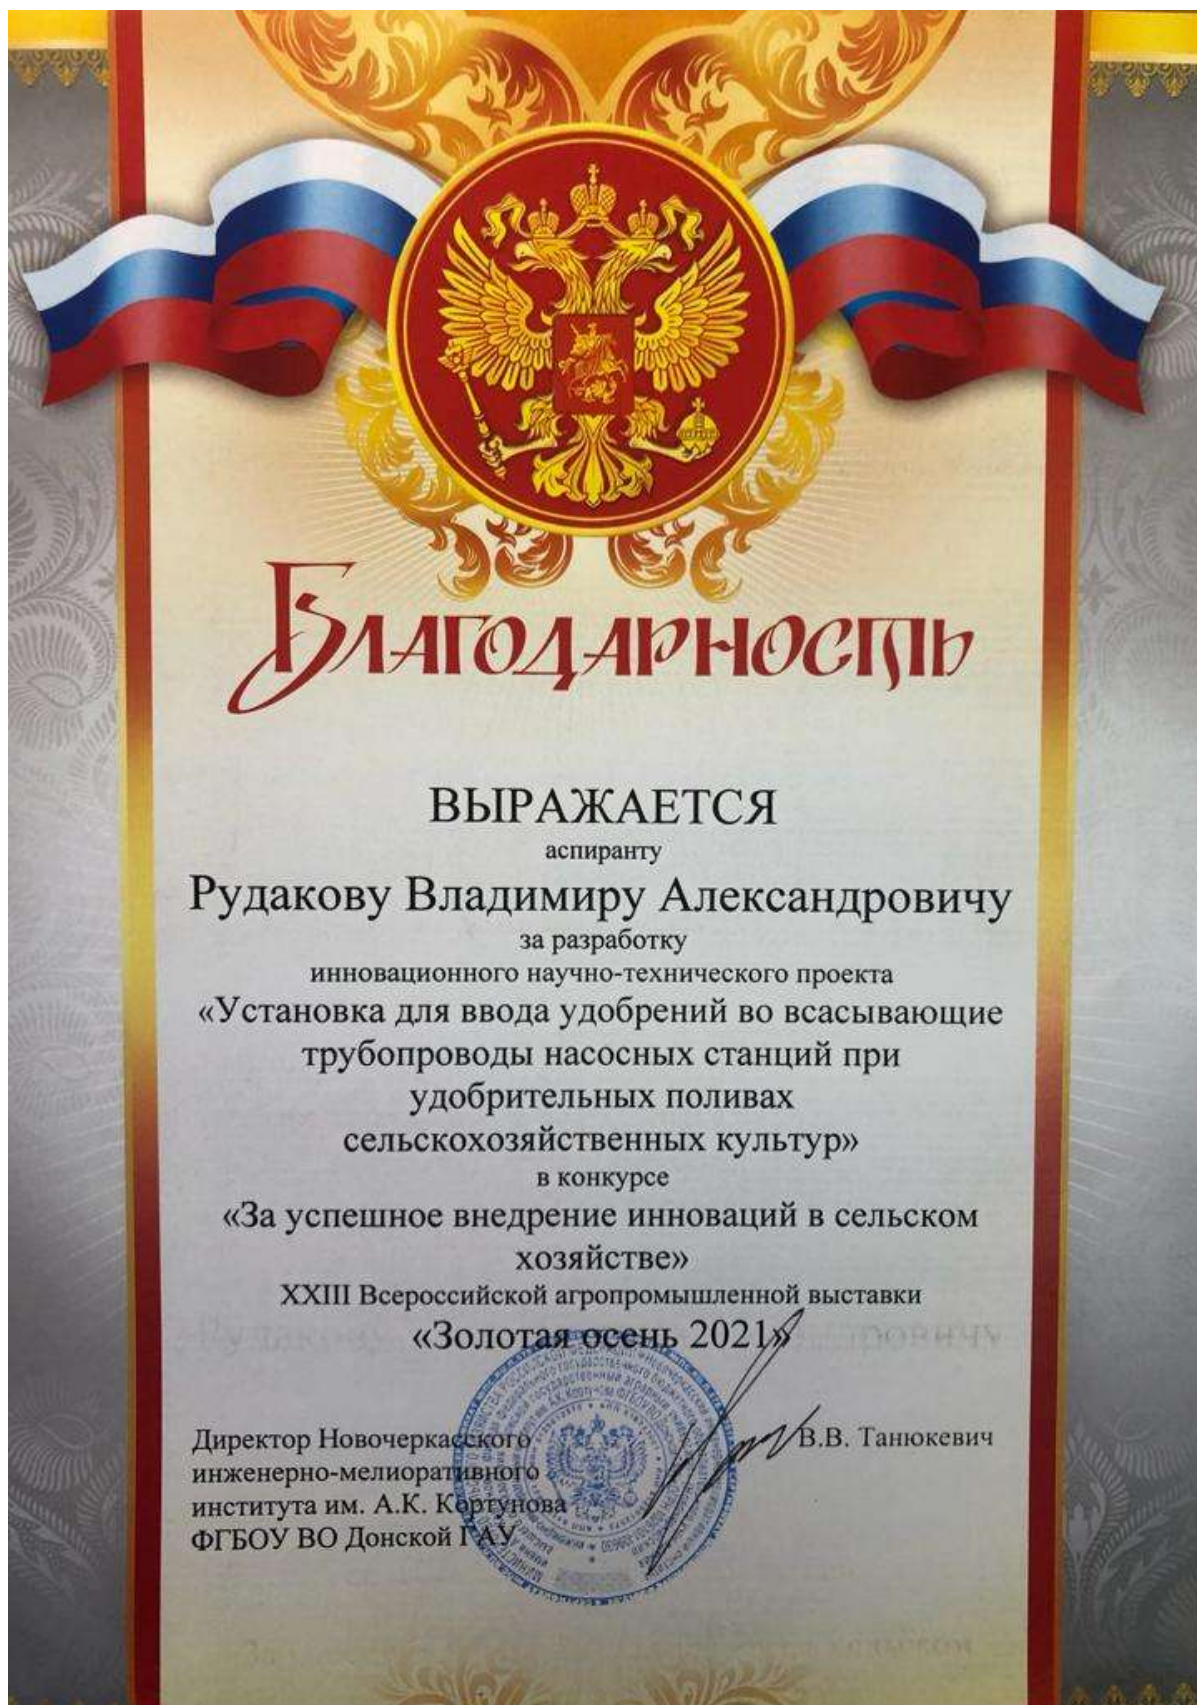 Благодарность
ВЫРАЖАЕТСЯ
аспиранту
Рудакову Владимиру Александровичу
за разработку
инновационного научно-технического проекта
«Установка для ввода удобрений во всасывающие
трубопроводы насосных станций при
удобрительных поливах
сельскохозяйственных культур»
в конкурсе
«За успешное внедрение инноваций в сельском
хозяйстве»
XXIII Всероссийской агропромышленной выставки
«Золотая осень 2021»
Директор Новочеркасского
инженерно-мелиоративного
института им. А.К. Кортунова
ФГБОУ ВО Донской ГАУ
В.В. Танюкевич